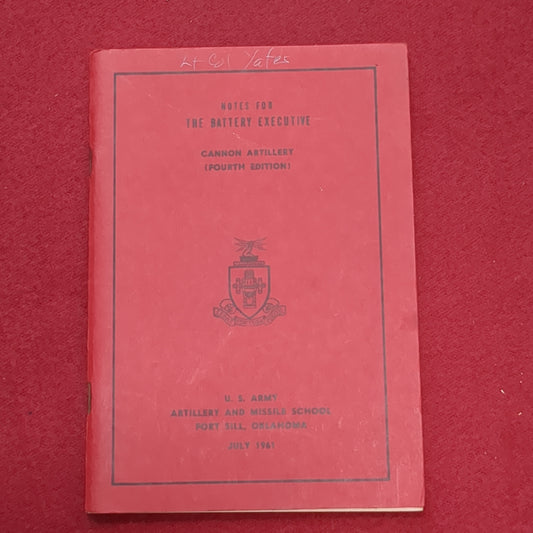 Lt Col Yates
NOTES FOR
THE BATTERY EXECUTIVE
CANNON ARTILLERY
(FOURTH EDITION)
U. S. ARMY
ARTILLERY AND MISSILE SCHOOL
FORT SILL, OKLAHOMA
JULY 1961